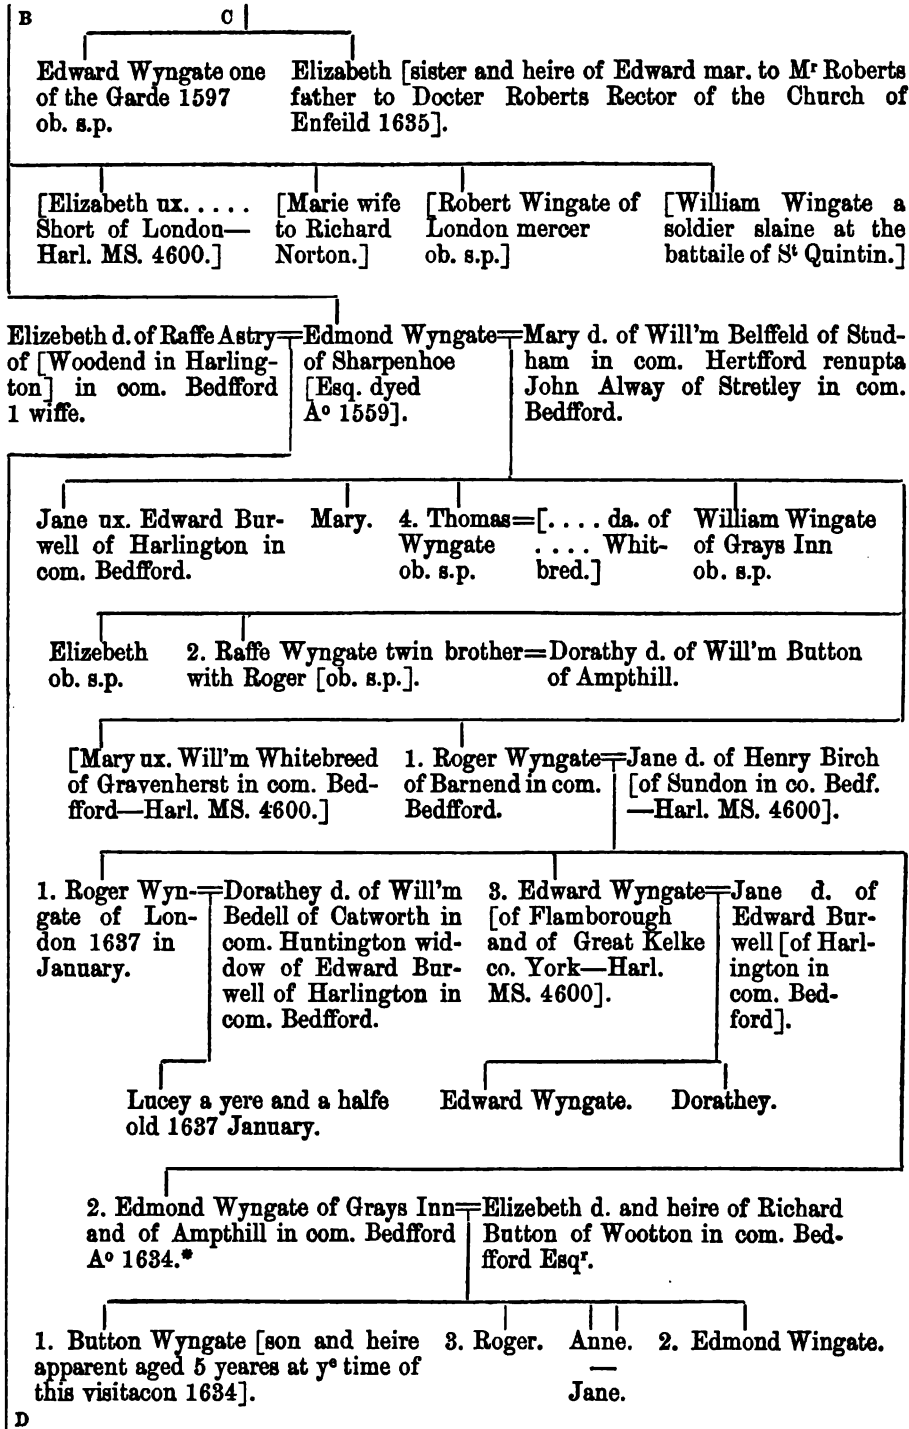 B
C
Edward Wyngate one
of the Garde 1597
ob. s.p.
Elizabeth [sister and heire of Edward mar. to Mr Roberts
father to Docter Roberts Rector of the Church of
Enfeild 1635].
[Elizabeth ux. . . . .
Short of London—
Harl. MS. 4600.]
[Marie wife
to Richard
Norton.]
[Robert Wingate of
London mercer
ob. s.p.]
[William Wingate a
soldier slaine at the
battaile of St Quintin.]
Elizebeth d. of Raffe Astry
of [Woodend in Harling-
ton] in com. Bedfford
1 wiffe.
Edmond Wyngate
of Sharpenhoe
[Esq. dyed
Ao 1559].
Mary d. of Will'm Belffeld of Stud-
ham in com. Hertfford renupta
John Alway of Stretley in com.
Bedfford.
Jane ux. Edward Bur-
well of Harlington in
com. Bedfford.
Mary.
4. Thomas=
Wyngate
ob. s.p.
[. . . . da. of
. . . . Whit-
bred.]
William Wingate
of Grays Inn
ob. s.p.
Elizebeth
ob. s.p.
2. Raffe Wyngate twin brother=
with Roger [ob. s.p.].
Dorathy d. of Will'm Button
of Ampthill.
[Mary ux. Will'm Whitebreed
of Gravenherst in com. Bed-
fford—Harl. MS. 4600.]
1. Roger Wyngate
of Barnend in com.
Bedfford.
Jane d. of Henry Birch
[of Sundon in co. Bedf.
—Harl. MS. 4600].
1. Roger Wyn-
gate of Lon-
don 1637 in
January.
Dorathey d. of Will'm
Bedell of Catworth in
com. Huntington wid-
dow of Edward Bur-
well of Harlington in
com. Bedfford.
3. Edward Wyngate
[of Flamborough
and of Great Kelke
co. York—Harl.
MS. 4600].
Jane d. of
Edward Bur-
well [of Harl-
ington in
com. Bed-
ford].
Lucey a yere and a halfe
old 1637 January.
Edward Wyngate.
Dorathey.
2. Edmond Wyngate of Grays Inn
and of Ampthill in com. Bedfford
Ao 1634.*
Elizebeth d. and heire of Richard
Button of Wootton in com. Bed-
fford Esqr.
1. Button Wyngate [son and heire
apparent aged 5 yeares at ye time of
this visitacon 1634].
3. Roger.
Anne.
—
Jane.
2. Edmond Wingate.
D